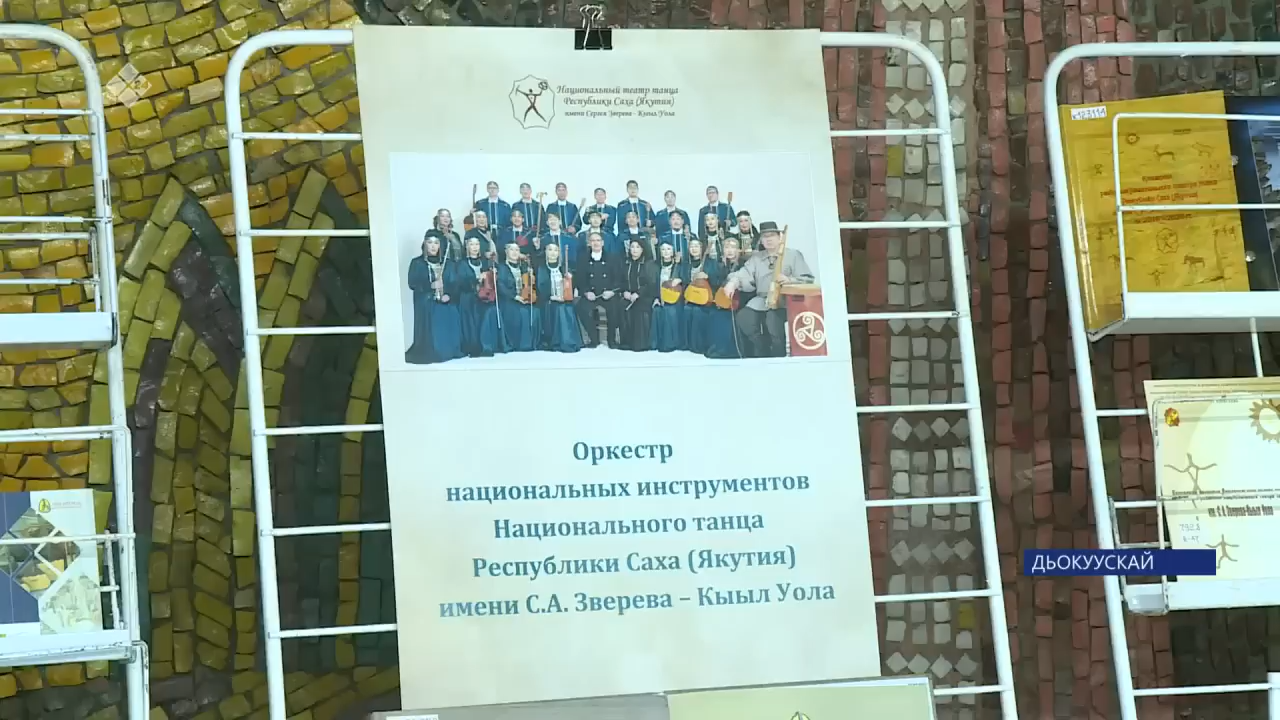 Национальный театр танца
Республики Саха (Якутия)
имени Сергея Зверева - Кыыл Уола
Оркестр
национальных инструментов
Национального танца
Республики Саха (Якутия)
имени С.А. Зверева – Кыыл Уола
ДЬОКУУСКАЙ